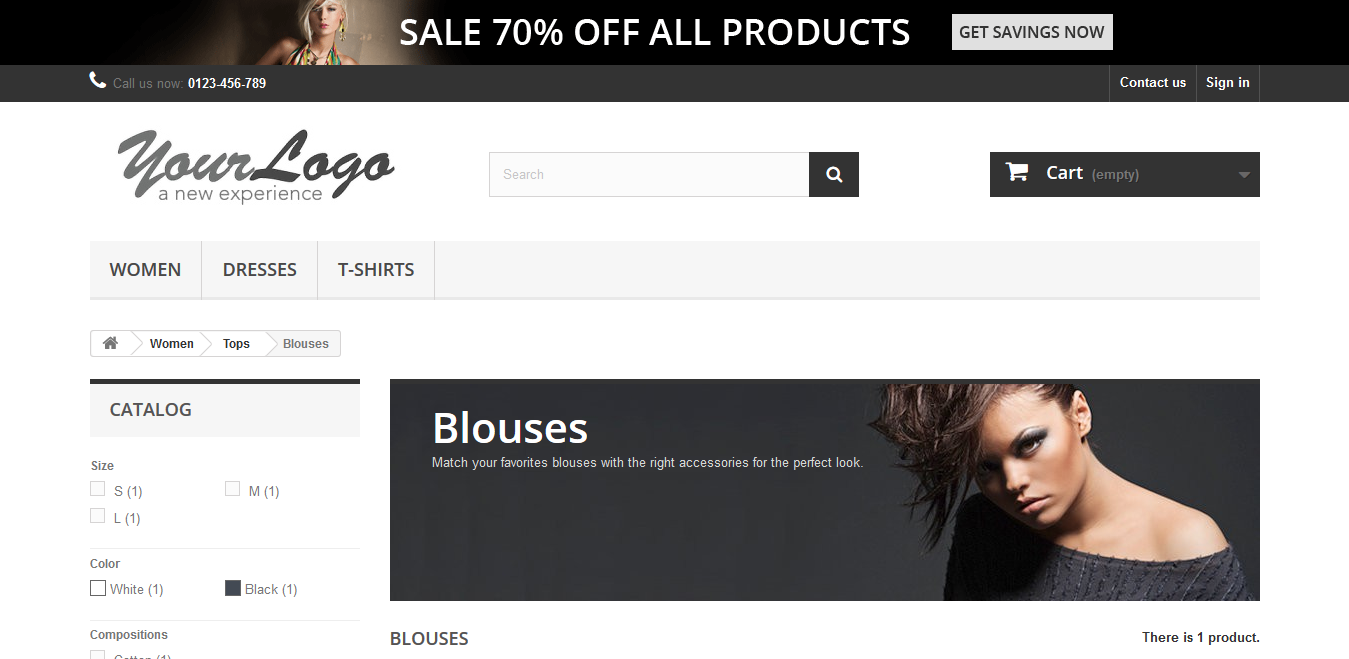 SALE 70% OFF ALL PRODUCTS GET SAVINGS NOW
Call us now: 0123-456-789 Contact us Sign in
YourLogo
a new experience
Search
Cart (empty)
WOMEN DRESSES T-SHIRTS
Women Tops Blouses
CATALOG
Size
S (1) M (1)
L (1)
Color
White (1) Black (1)
Compositions
Cotton (1)
Blouses
Match your favorites blouses with the right accessories for the perfect look.
BLOUSES There is 1 product.